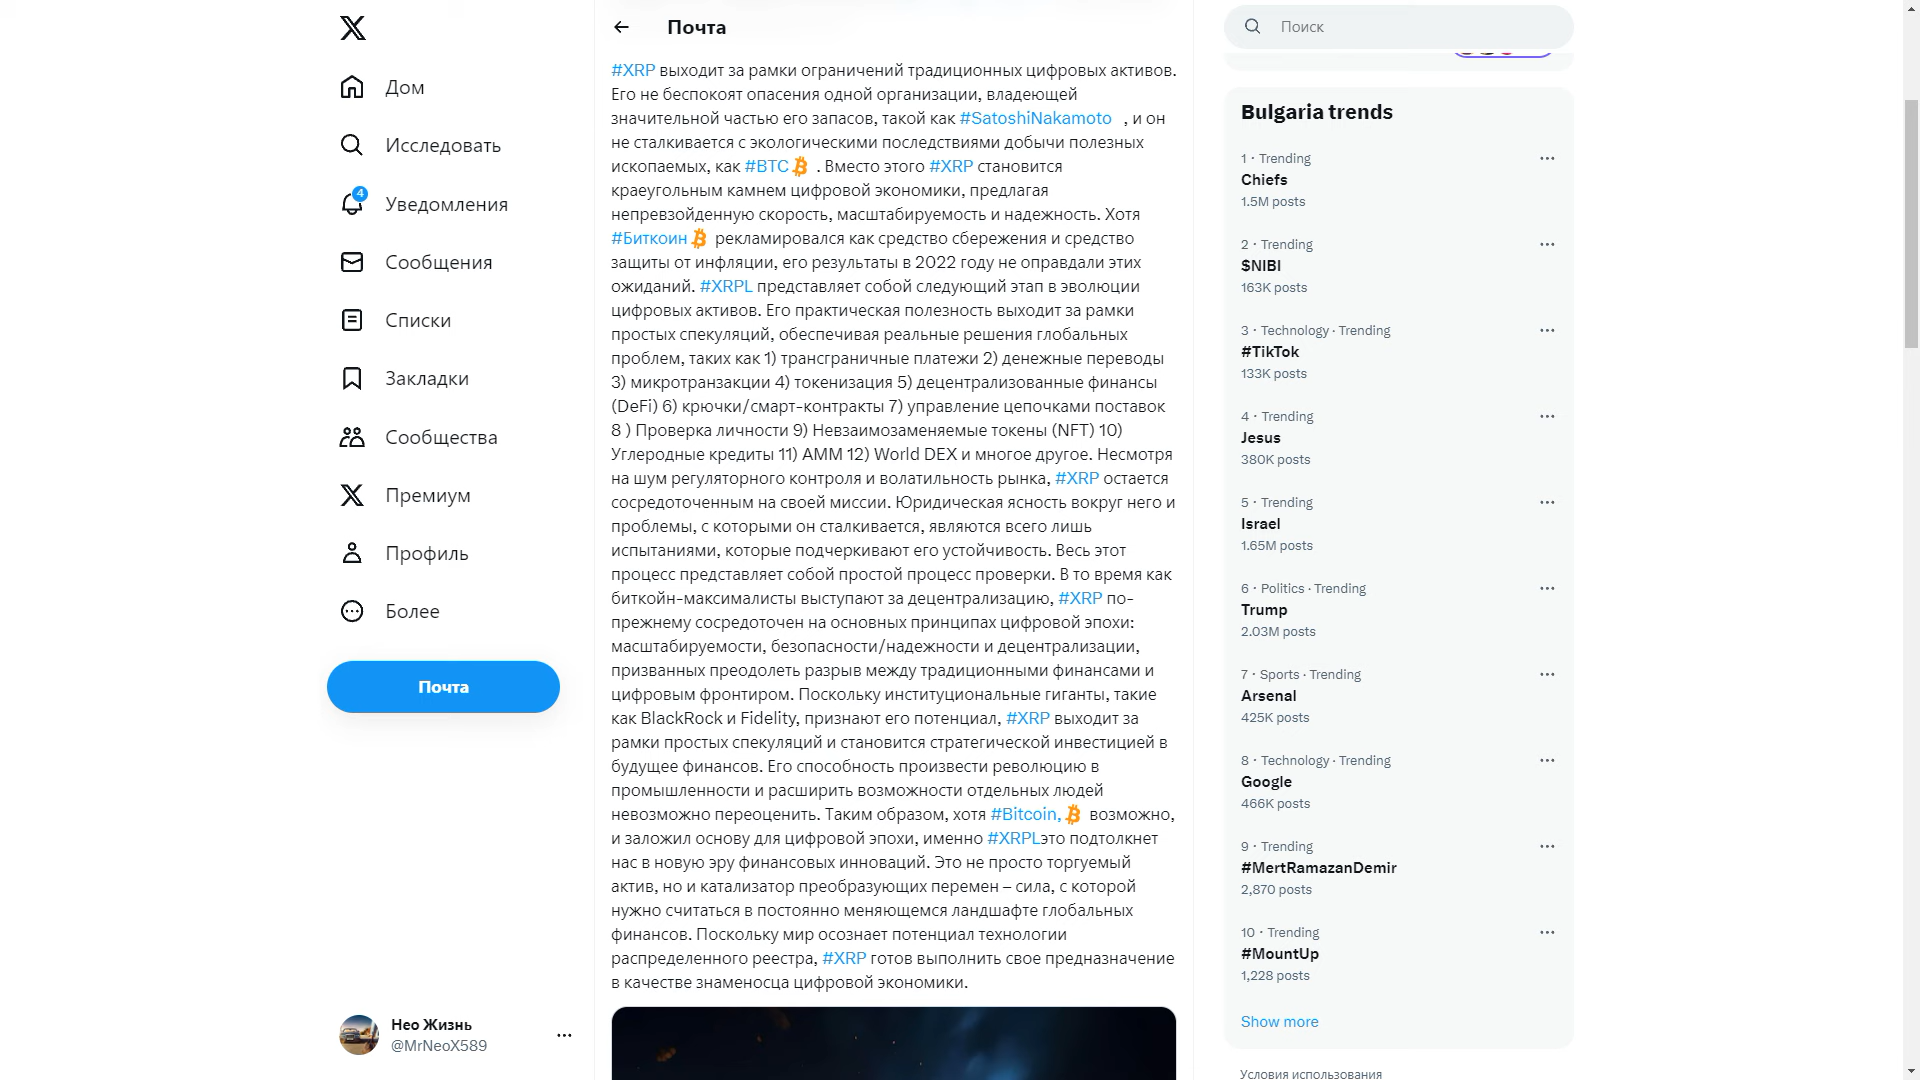 Дом
Исследовать
4
Уведомления
Сообщения
Списки
Закладки
Сообщества
Премиум
Профиль
Более
Почта
Нео Жизнь
@MrNeoX589
Почта
#XRP выходит за рамки ограничений традиционных цифровых активов.
Его не беспокоят опасения одной организации, владеющей
значительной частью его запасов, такой как #SatoshiNakamoto , и он
не сталкивается с экологическими последствиями добычи полезных
ископаемых, как #BTC . Вместо этого #XRP становится
краеугольным камнем цифровой экономики, предлагая
непревзойденную скорость, масштабируемость и надежность. Хотя
#Биткоин рекламировался как средство сбережения и средство
защиты от инфляции, его результаты в 2022 году не оправдали этих
ожиданий. #XRPL представляет собой следующий этап в эволюции
цифровых активов. Его практическая полезность выходит за рамки
простых спекуляций, обеспечивая реальные решения глобальных
проблем, таких как 1) трансграничные платежи 2) денежные переводы
3) микротранзакции 4) токенизация 5) децентрализованные финансы
(DeFi) 6) крючки/смарт-контракты 7) управление цепочками поставок
8 ) Проверка личности 9) Невзаимозаменяемые токены (NFT) 10)
Углеродные кредиты 11) AMM 12) World DEX и многое другое. Несмотря
на шум регуляторного контроля и волатильность рынка, #XRP остается
сосредоточенным на своей миссии. Юридическая ясность вокруг него и
проблемы, с которыми он сталкивается, являются всего лишь
испытаниями, которые подчеркивают его устойчивость. Весь этот
процесс представляет собой простой процесс проверки. В то время как
биткойн-максималисты выступают за децентрализацию, #XRP по-
прежнему сосредоточен на основных принципах цифровой эпохи:
масштабируемости, безопасности/надежности и децентрализации,
призванных преодолеть разрыв между традиционными финансами и
цифровым фронтиром. Поскольку институциональные гиганты, такие
как BlackRock и Fidelity, признают его потенциал, #XRP выходит за
рамки простых спекуляций и становится стратегической инвестицией в
будущее финансов. Его способность произвести революцию в
промышленности и расширить возможности отдельных людей
невозможно переоценить. Таким образом, хотя #Bitcoin, возможно,
и заложил основу для цифровой эпохи, именно #XRPLэто подтолкнет
нас в новую эру финансовых инноваций. Это не просто торгуемый
актив, но и катализатор преобразующих перемен – сила, с которой
нужно считаться в постоянно меняющемся ландшафте глобальных
финансов. Поскольку мир осознает потенциал технологии
распределенного реестра, #XRP готов выполнить свое предназначение
в качестве знаменосца цифровой экономики.
Поиск
Bulgaria trends
1 · Trending
Chiefs
1.5M posts
2 · Trending
$NIBI
163K posts
3 · Technology · Trending
#TikTok
133K posts
4 · Trending
Jesus
380K posts
5 · Trending
Israel
1.65M posts
6 · Politics · Trending
Trump
2.03M posts
7 · Sports · Trending
Arsenal
425K posts
8 · Technology · Trending
Google
466K posts
9 · Trending
#MertRamazanDemir
2,870 posts
10 · Trending
#MountUp
1,228 posts
Show more
Условия использования